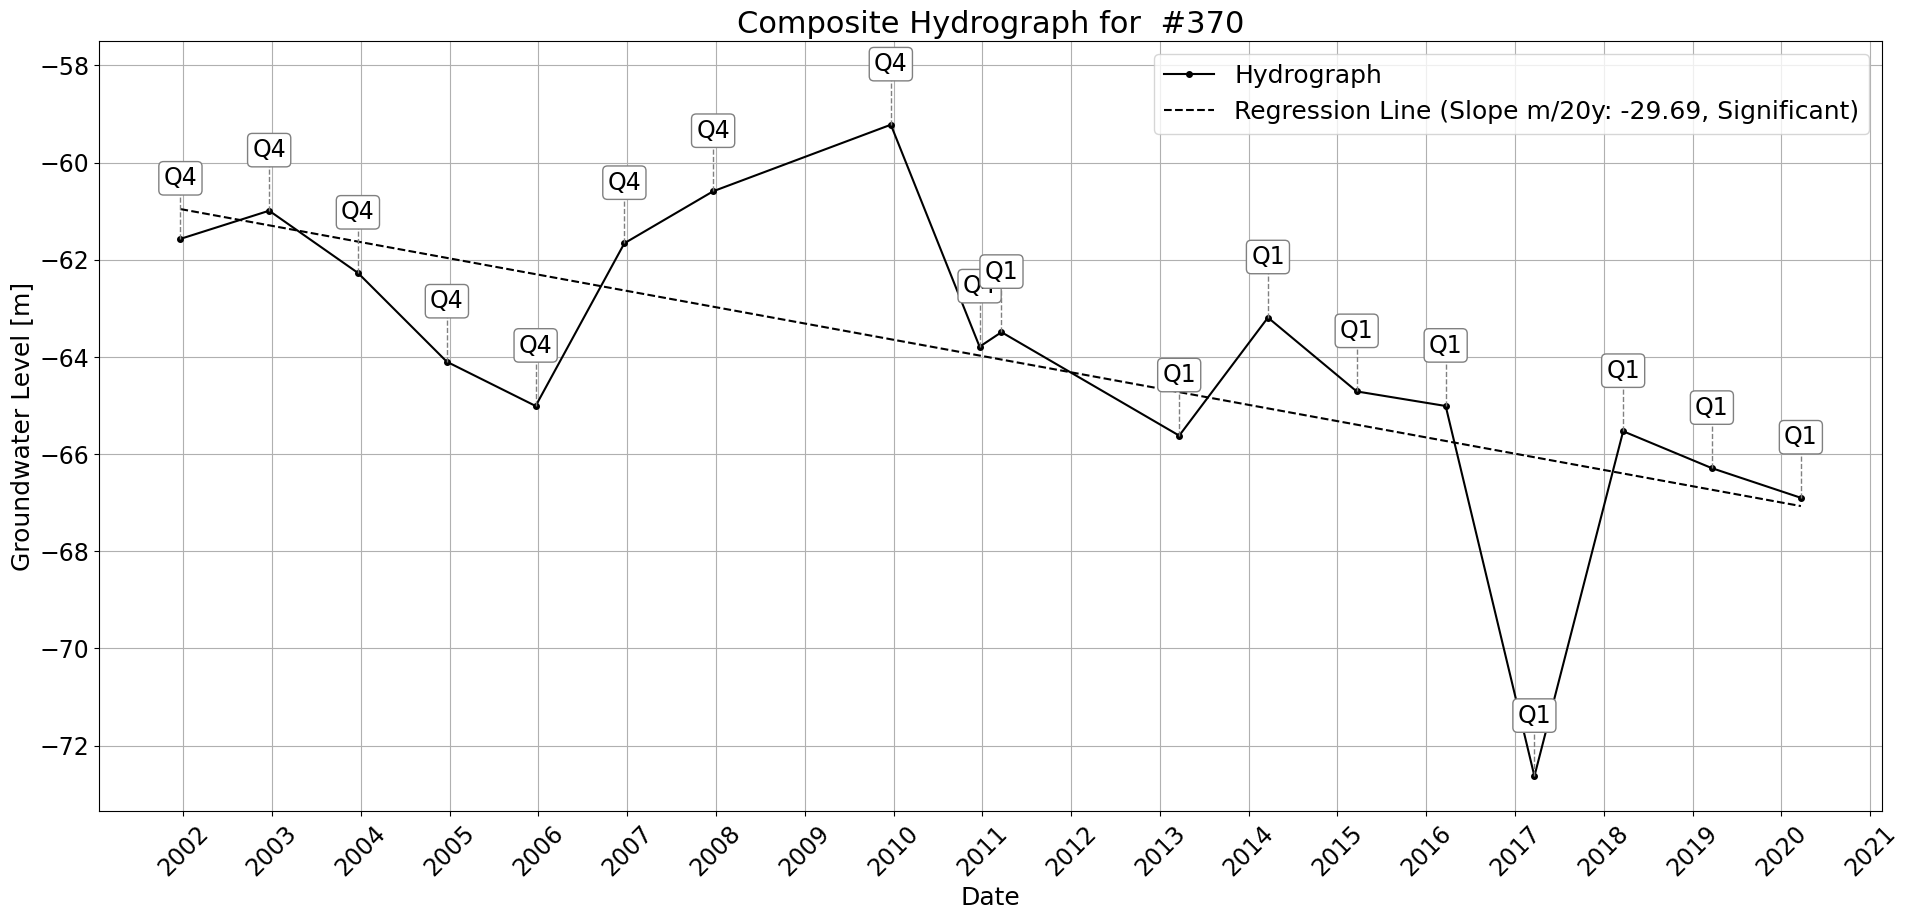 Composite Hydrograph for #370
Hydrograph
Regression Line (Slope m/20y: -29.69, Significant)
Groundwater Level [m]
−58
−60
−62
−64
−66
−68
−70
−72
Q4
Q4
Q4
Q4
Q4
Q4
Q4
Q4
Q4
Q1
Q1
Q1
Q1
Q1
Q1
Q1
Q1
Q1
2002
2003
2004
2005
2006
2007
2008
2009
2010
2011
2012
2013
2014
2015
2016
2017
2018
2019
2020
2021
Date